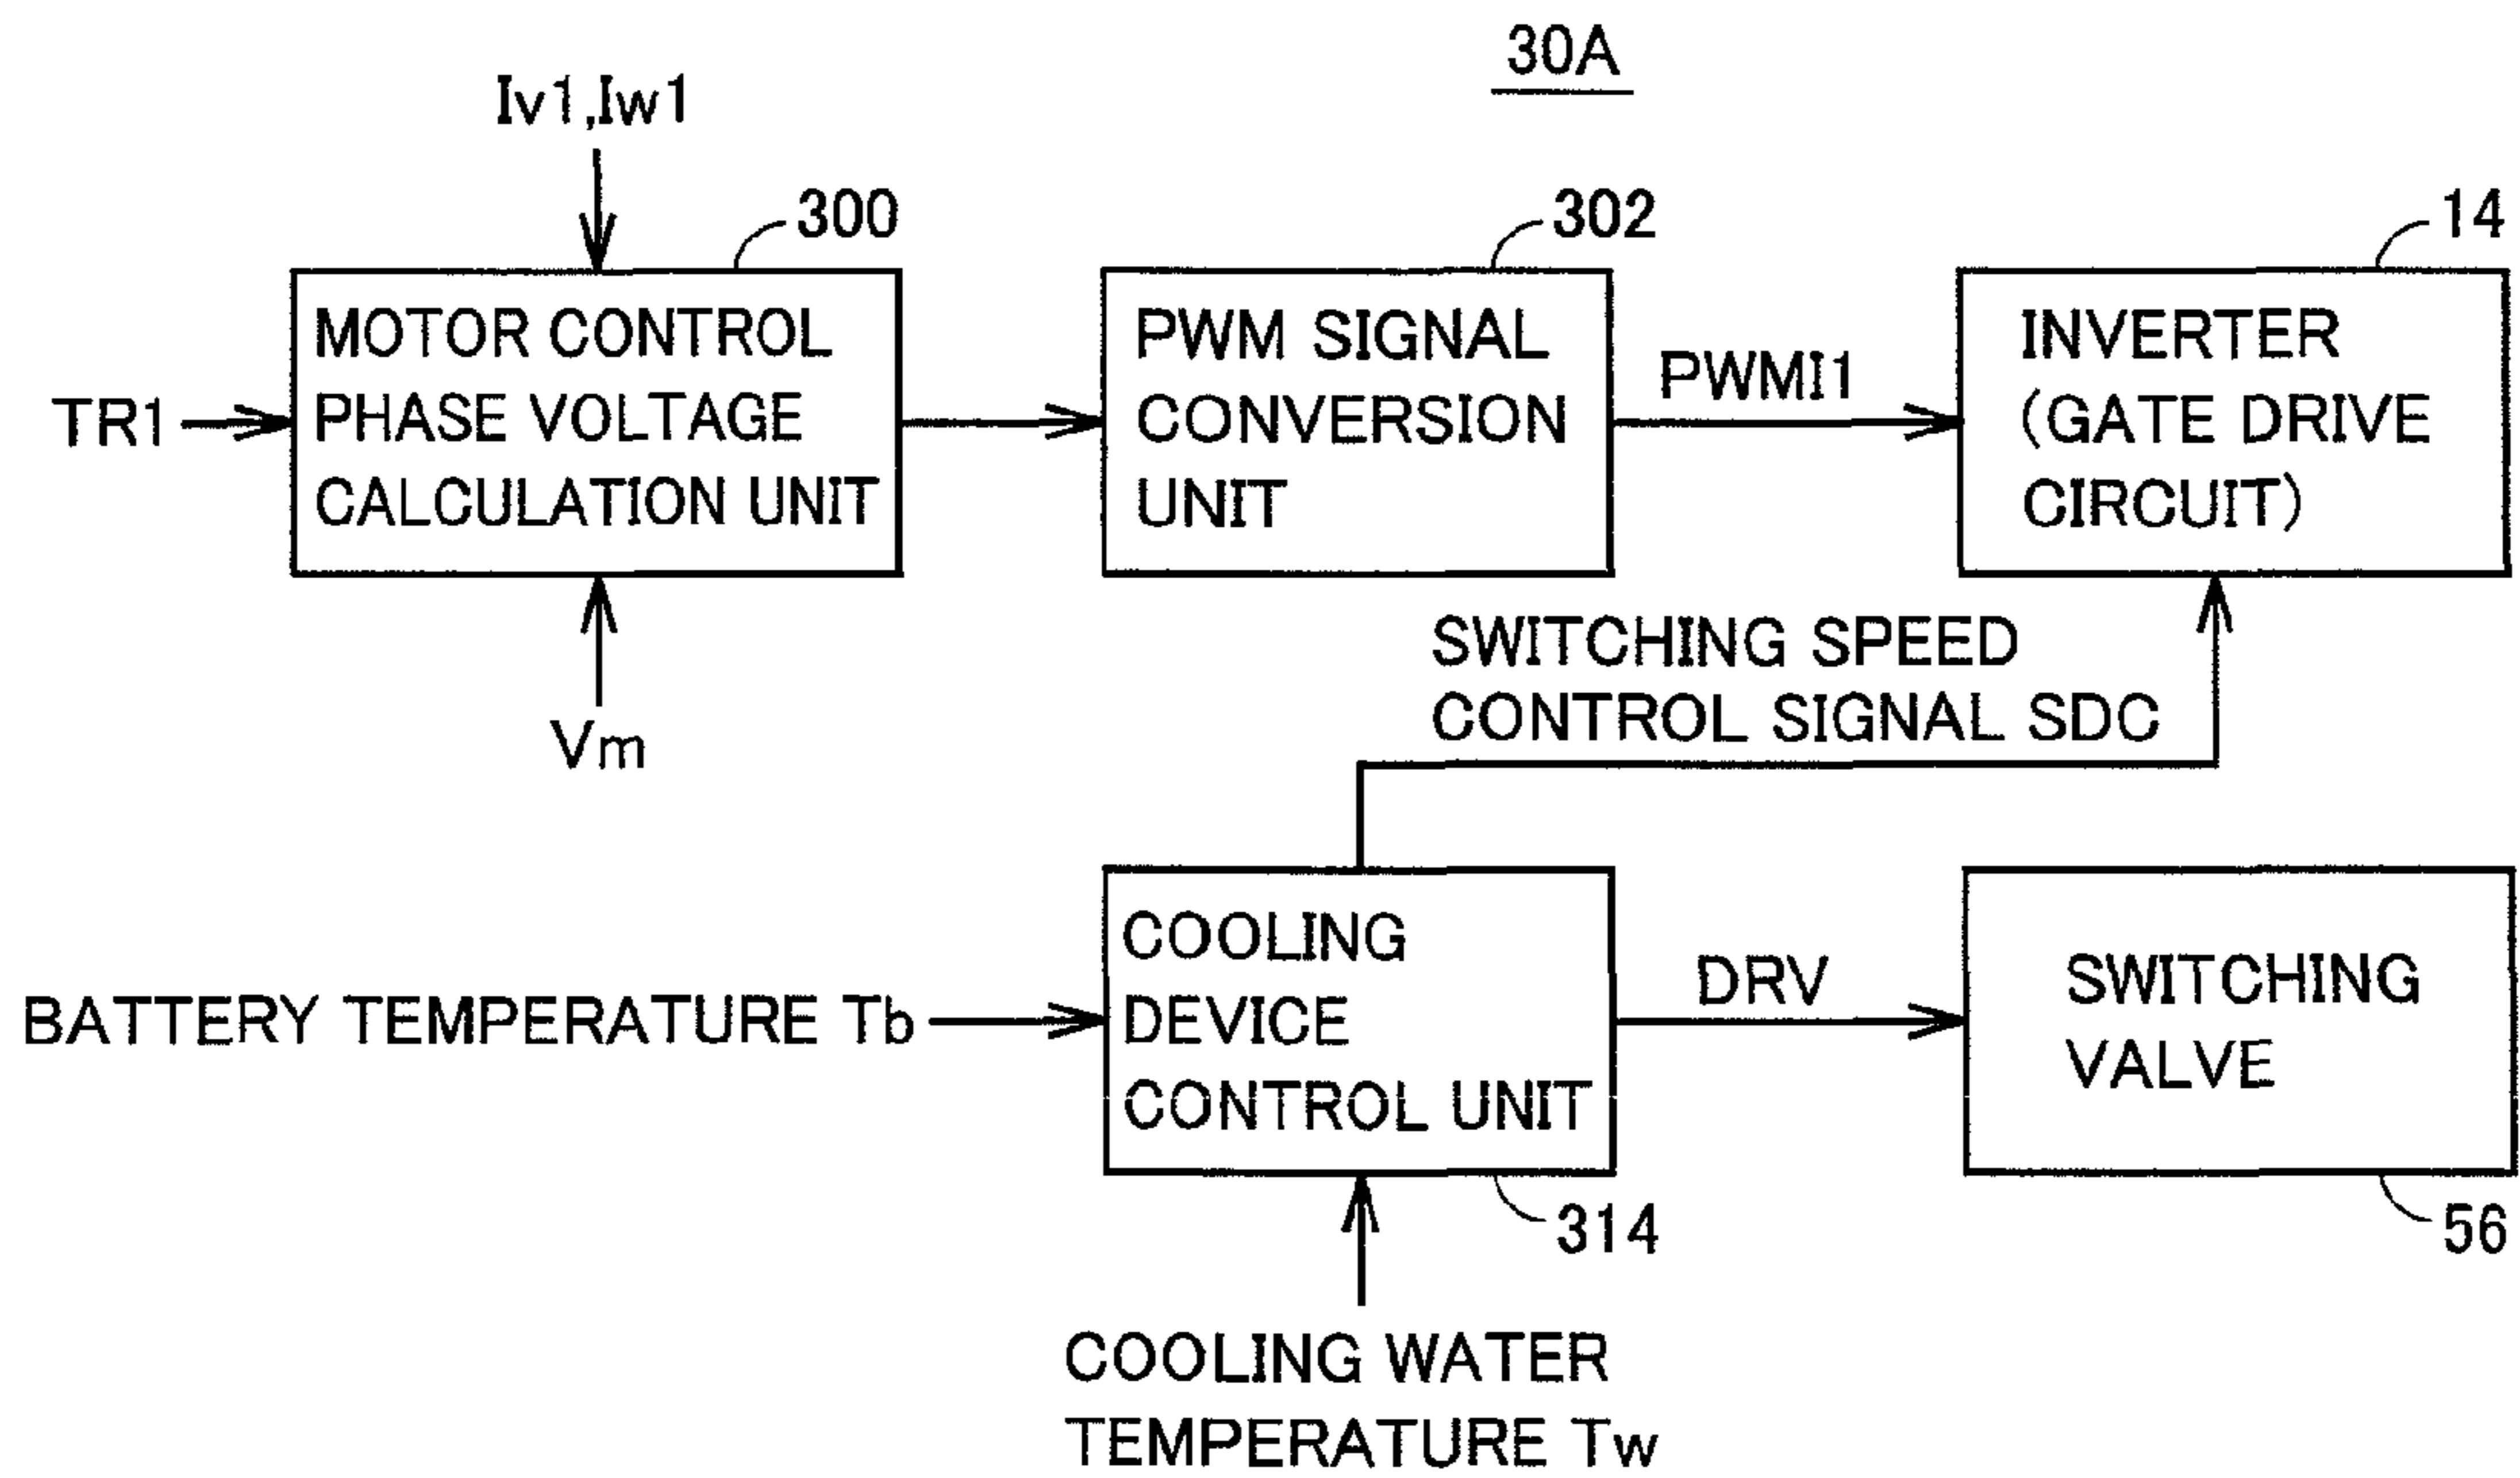 30A
Iv1,Iw1
300
302
14
TR1
MOTOR CONTROL
PHASE VOLTAGE
CALCULATION UNIT
PWM SIGNAL
CONVERSION
UNIT
PWMI1
INVERTER
(GATE DRIVE
CIRCUIT)
Vm
SWITCHING SPEED
CONTROL SIGNAL SDC
BATTERY TEMPERATURE Tb
COOLING
DEVICE
CONTROL UNIT
DRV
SWITCHING
VALVE
314
56
COOLING WATER
TEMPERATURE Tw